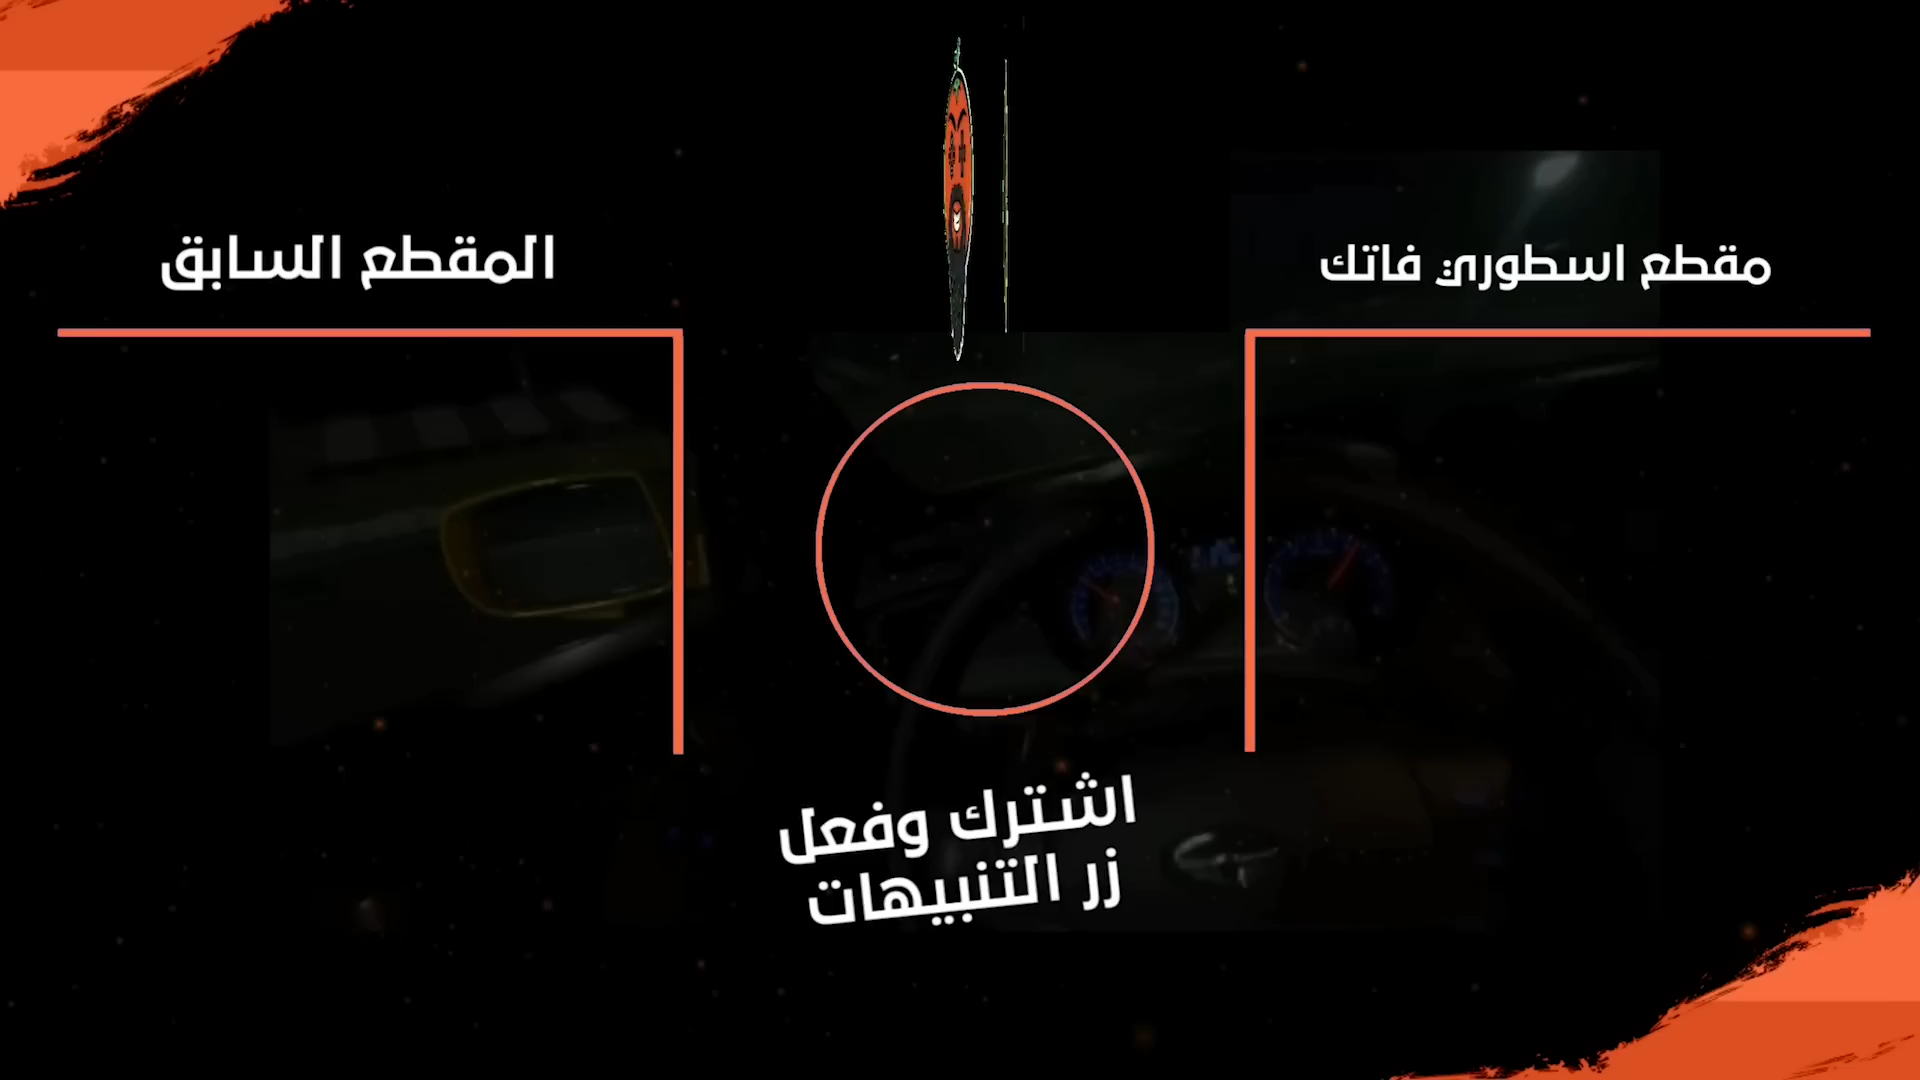 مقطع اسطوري فاتك
المقطع السابق
اشترك وفعل
زر التنبيهات